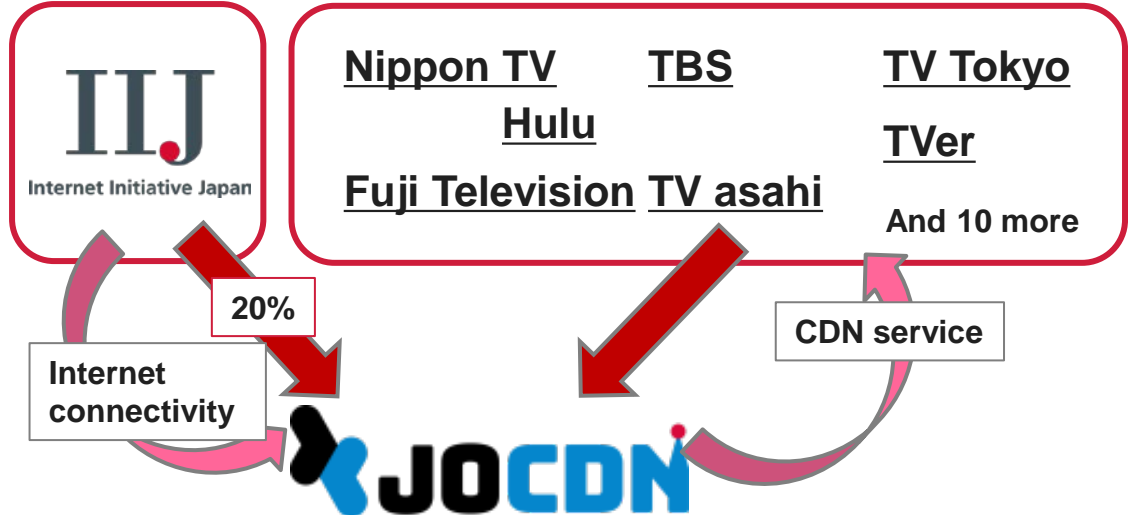 IIJ
Internet Initiative Japan
Nippon TV
TBS
TV Tokyo
Hulu
TVer
Fuji Television
TV asahi
And 10 more
20%
CDN service
Internet
connectivity
JOCDN